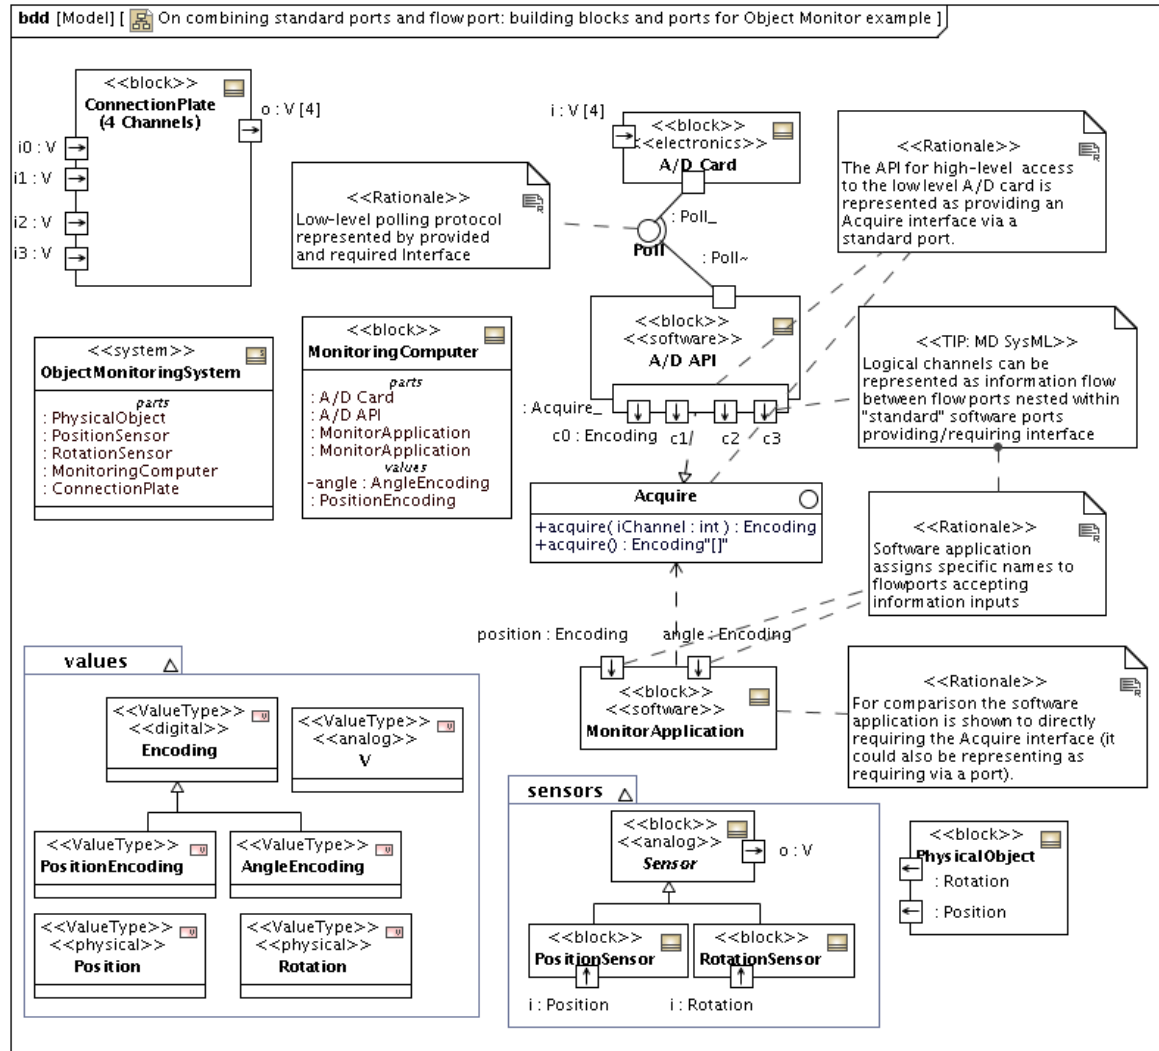 bdd [Model] [ On combining standard ports and flowport: building blocks and ports for Object Monitor example ]
<<block>>
ConnectionPlate
(4 Channels)
o : V [4]
i0 : V
i1 : V
i2 : V
i3 : V
i : V [4]
<<block>>
<<electronics>>
A/D Card
<<Rationale>>
Low-level polling protocol
represented by provided
and required Interface
: Poll_
Poll
: Poll~
<<Rationale>>
The API for high-level access
to the low level A/D card is
represented as providing an
Acquire interface via a
standard port.
<<block>>
<<software>>
A/D API
: Acquire_
c0 : Encoding
c1
c2
c3
<<TIP: MD SysML>>
Logical channels can be
represented as information flow
between flow ports nested within
"standard" software ports
providing/requiring interface
<<system>>
ObjectMonitoringSystem
parts
: PhysicalObject
: PositionSensor
: RotationSensor
: MonitoringComputer
: ConnectionPlate
<<block>>
MonitoringComputer
parts
: A/D Card
: A/D API
: MonitorApplication
: MonitorApplication
values
-angle : AngleEncoding
: PositionEncoding
Acquire
+acquire( iChannel : int ) : Encoding
+acquire() : Encoding"[]"
<<Rationale>>
Software application
assigns specific names to
flowports accepting
information inputs
position : Encoding
angle : Encoding
<<block>>
<<software>>
MonitorApplication
<<Rationale>>
For comparison the software
application is shown to directly
requiring the Acquire interface (it
could also be representing as
requiring via a port).
values
<<ValueType>>
<<digital>>
Encoding
<<ValueType>>
<<analog>>
V
<<ValueType>>
PositionEncoding
<<ValueType>>
AngleEncoding
<<ValueType>>
<<physical>>
Position
<<ValueType>>
<<physical>>
Rotation
sensors
<<block>>
<<analog>>
Sensor
o : V
<<block>>
PositionSensor
i : Position
<<block>>
RotationSensor
i : Rotation
<<block>>
PhysicalObject
: Rotation
: Position